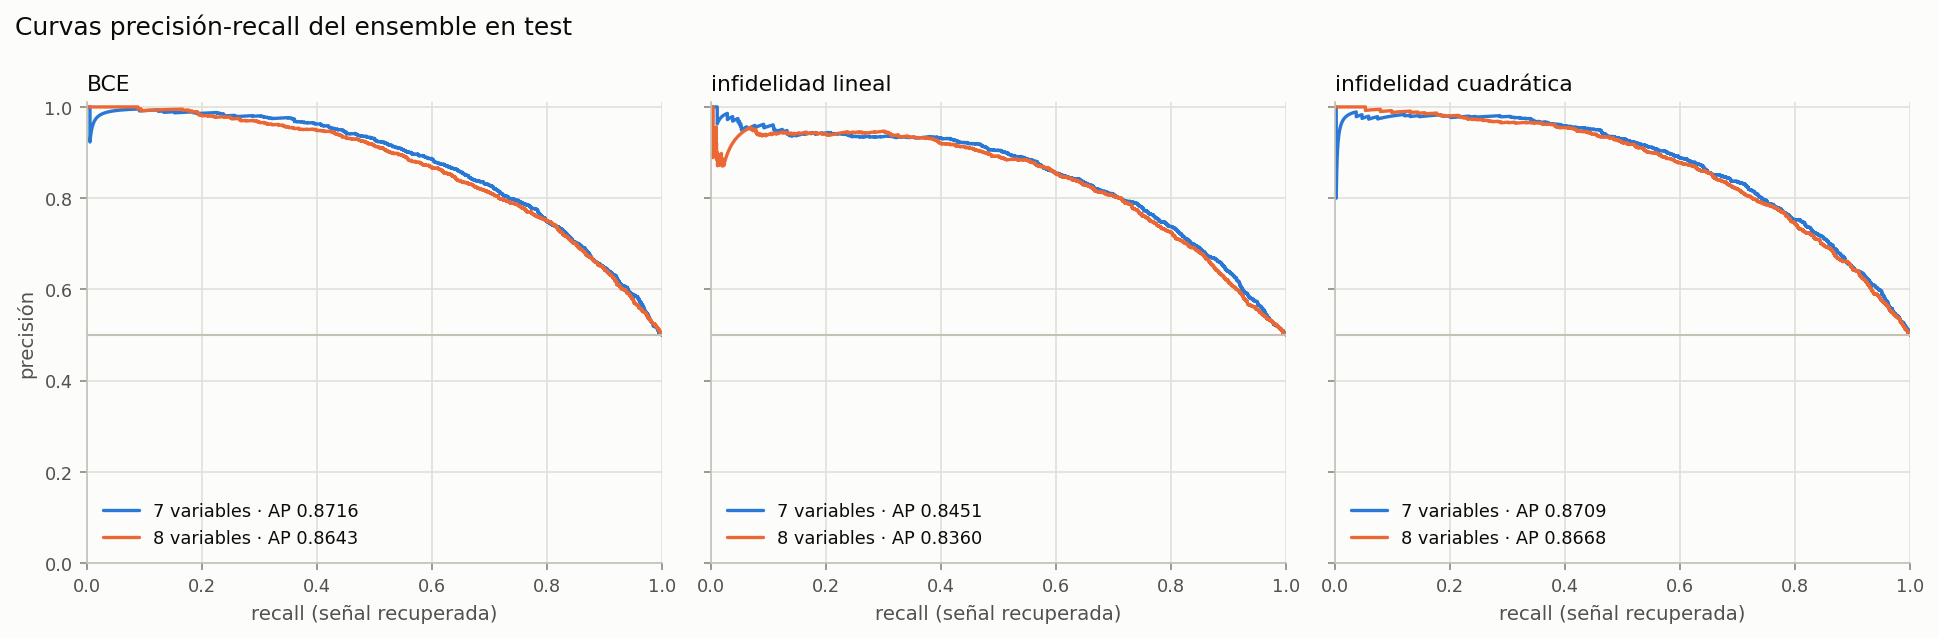 Curvas precisión-recall del ensemble en test
BCE
infidelidad lineal
infidelidad cuadrática
precisión
1.0
0.8
0.6
0.4
0.2
0.0
7 variables · AP 0.8716
8 variables · AP 0.8643
7 variables · AP 0.8451
8 variables · AP 0.8360
7 variables · AP 0.8709
8 variables · AP 0.8668
0.0 0.2 0.4 0.6 0.8 1.0
0.0 0.2 0.4 0.6 0.8 1.0
0.0 0.2 0.4 0.6 0.8 1.0
recall (señal recuperada)
recall (señal recuperada)
recall (señal recuperada)